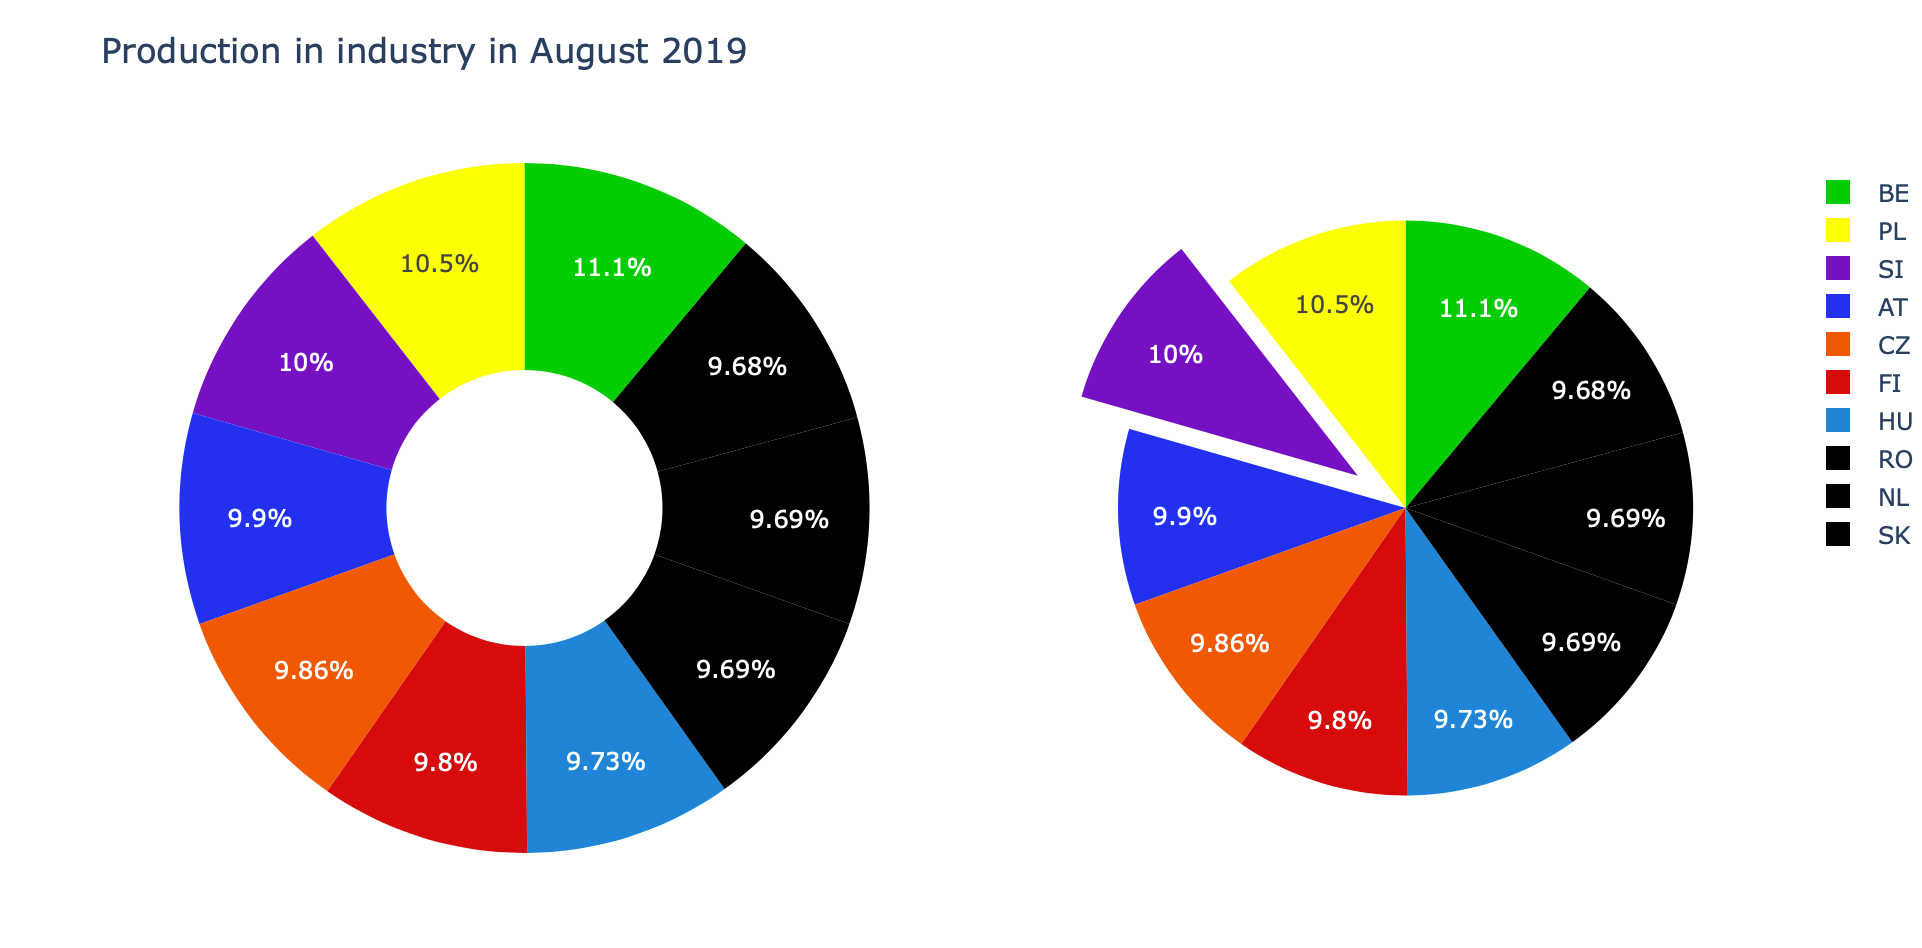 Production in industry in August 2019
10.5%
11.1%
10%
9.68%
9.9%
9.69%
9.86%
9.69%
9.8%
9.73%
10.5%
11.1%
10%
9.68%
9.9%
9.69%
9.86%
9.69%
9.8%
9.73%
BE
PL
SI
AT
CZ
FI
HU
RO
NL
SK